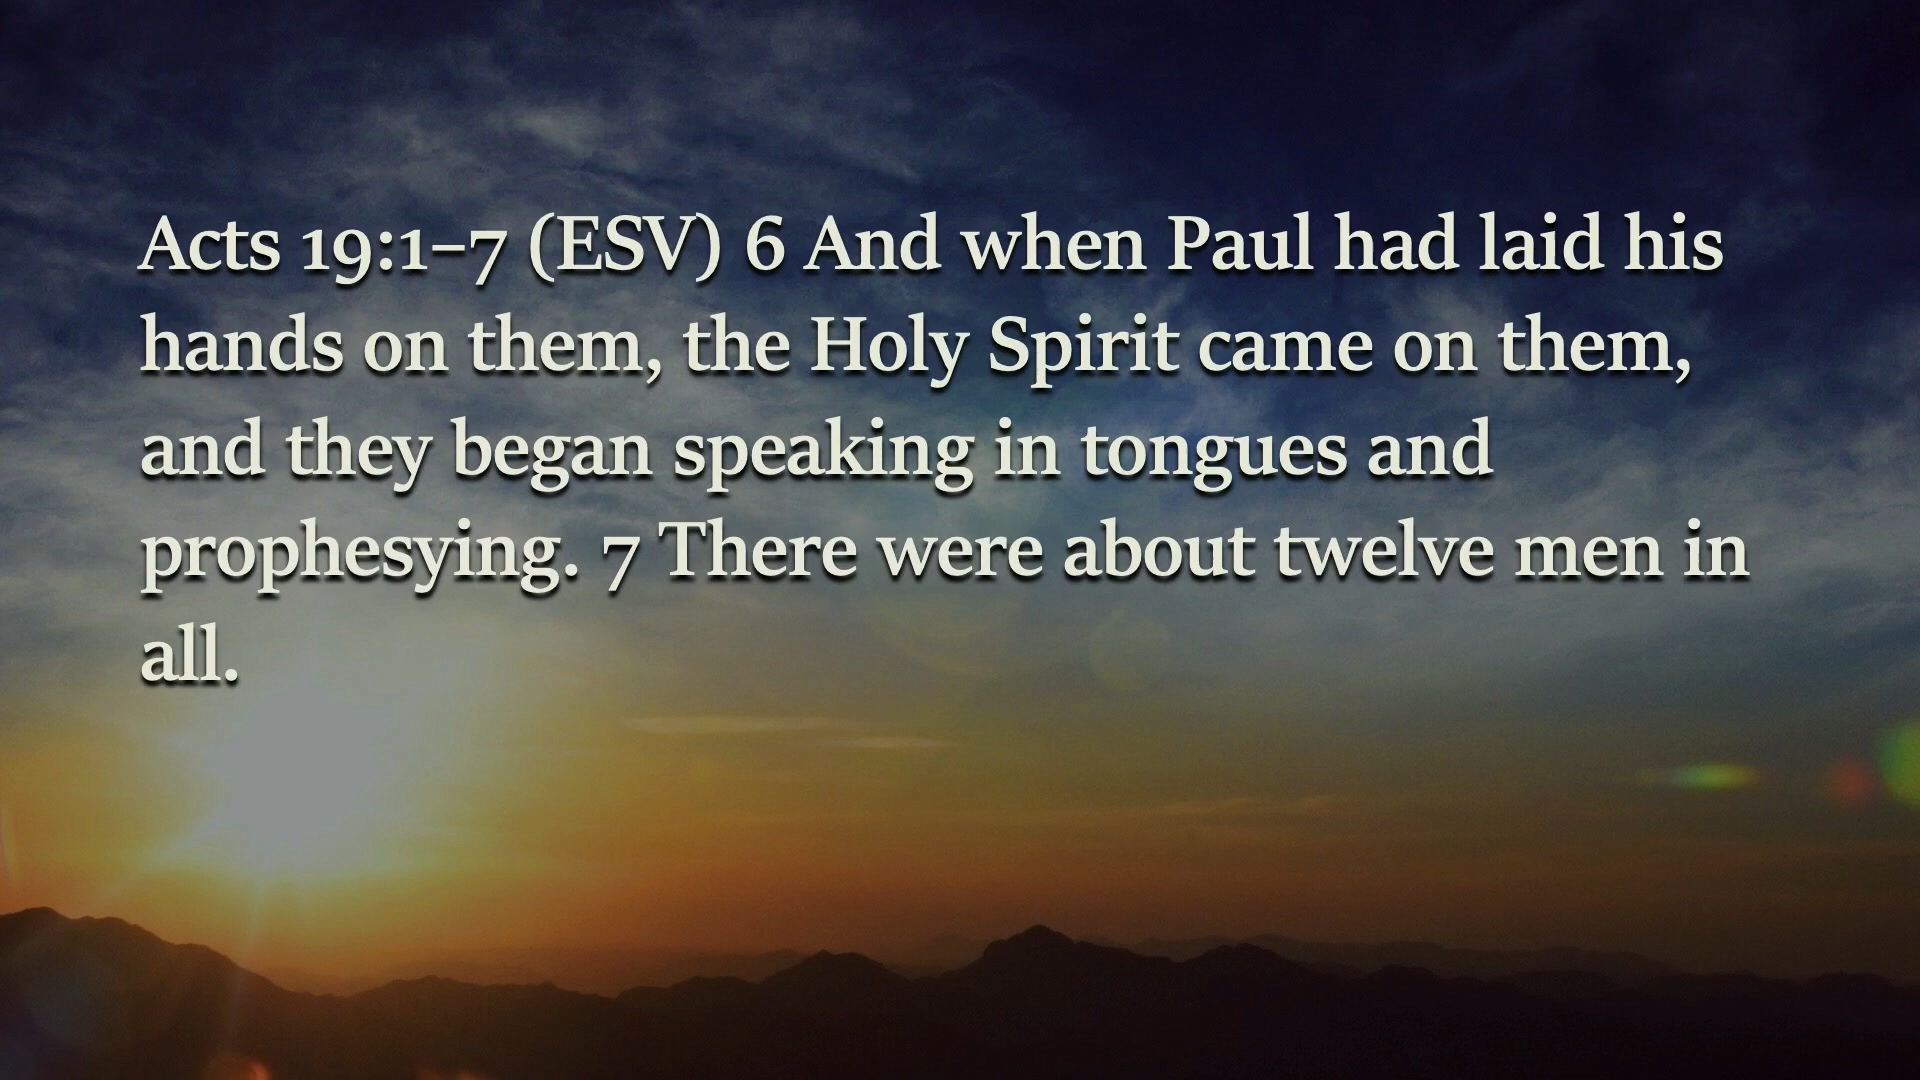 Acts 19:1–7 (ESV) 6 And when Paul had laid his
hands on them, the Holy Spirit came on them,
and they began speaking in tongues and
prophesying. 7 There were about twelve men in
all.